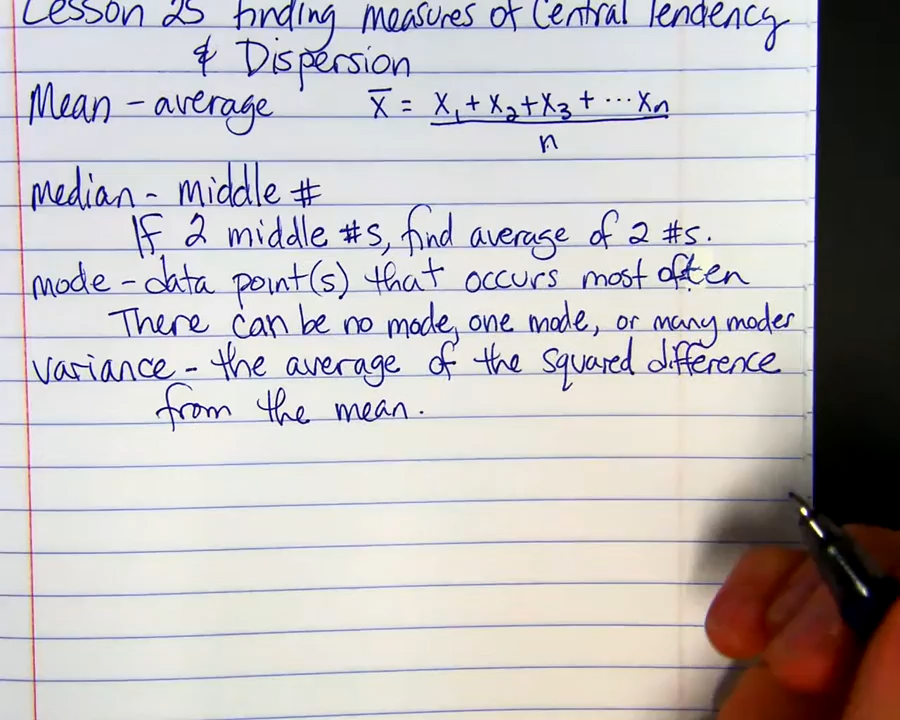 Lesson 25 finding measures of Central Tendency
& Dispersion
Mean - average x̄ = x₁ + x₂ + x₃ + ... xₙ
n
median - middle #
If 2 middle #s, find average of 2 #s.
mode - data point(s) that occurs most often
There can be no mode, one mode, or many modes
variance - the average of the squared difference
from the mean.